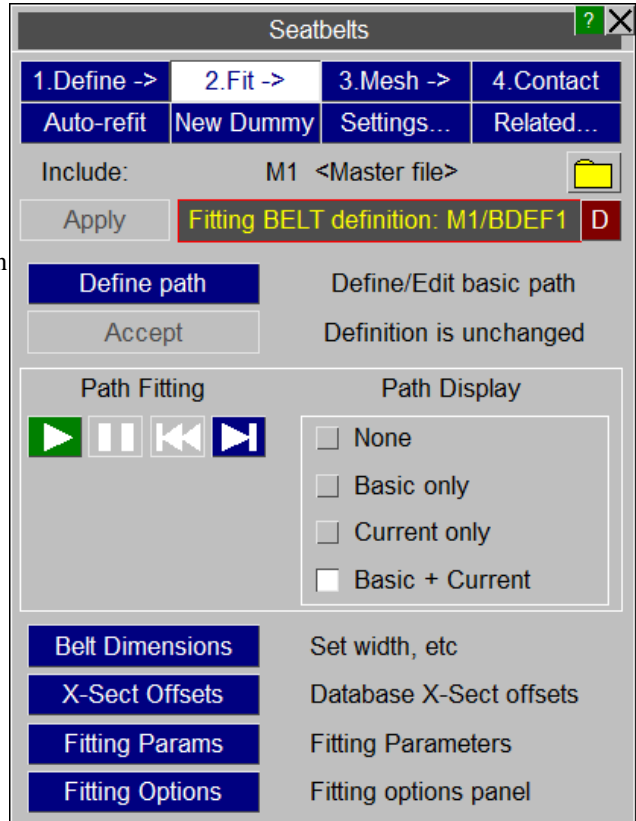 Seatbelts ?
1.Define -> 2.Fit -> 3.Mesh -> 4.Contact
Auto-refit New Dummy Settings... Related...
Include: M1 <Master file>
Apply Fitting BELT definition: M1/BDEF1 D
n
Define path Define/Edit basic path
Accept Definition is unchanged
Path Fitting Path Display
None
Basic only
Current only
Basic + Current
Belt Dimensions Set width, etc
X-Sect Offsets Database X-Sect offsets
Fitting Params Fitting Parameters
Fitting Options Fitting options panel